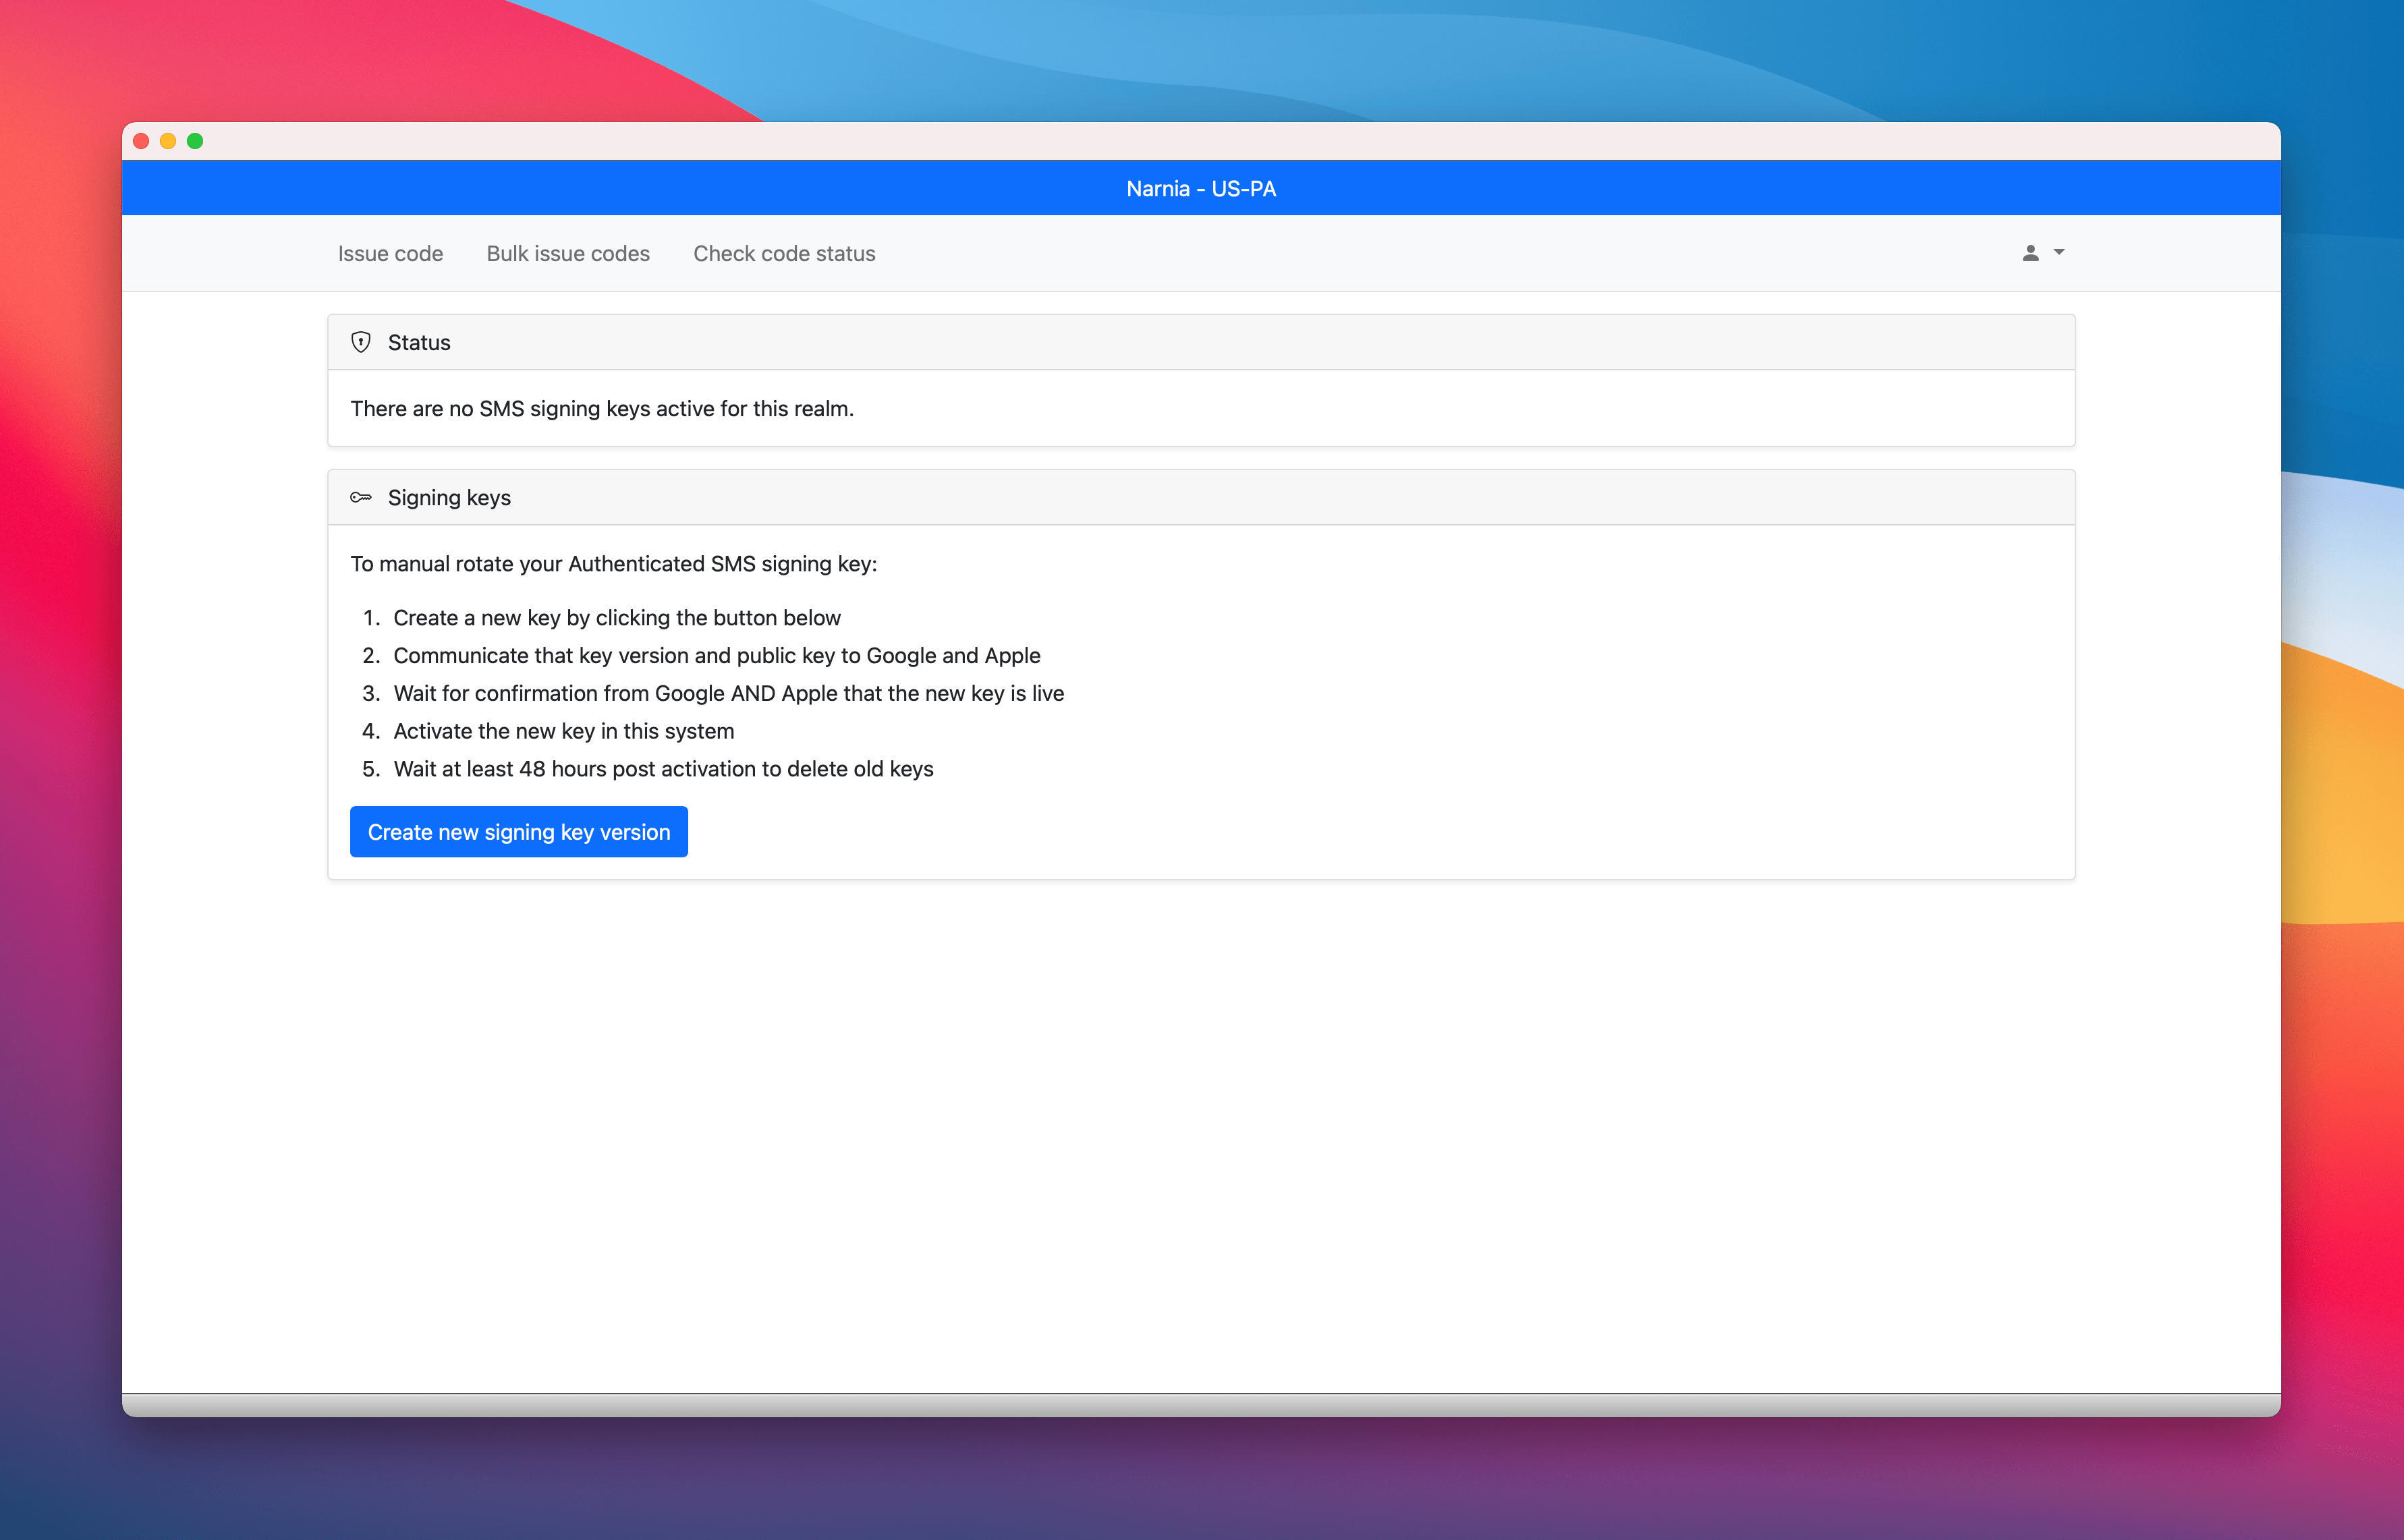 Narnia - US-PA
Issue code
Bulk issue codes
Check code status
Status
There are no SMS signing keys active for this realm.
Signing keys
To manual rotate your Authenticated SMS signing key:
1. Create a new key by clicking the button below
2. Communicate that key version and public key to Google and Apple
3. Wait for confirmation from Google AND Apple that the new key is live
4. Activate the new key in this system
5. Wait at least 48 hours post activation to delete old keys
Create new signing key version